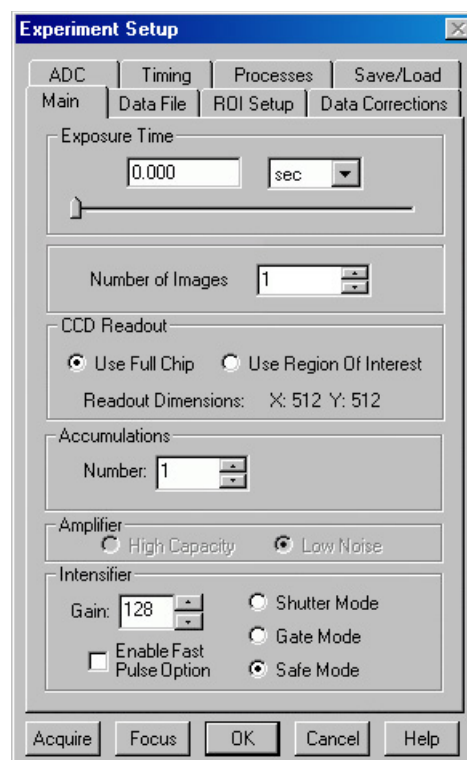 Experiment Setup
ADC Timing Processes Save/Load
Main Data File ROI Setup Data Corrections
Exposure Time
0.000 sec
Number of Images 1
CCD Readout
Use Full Chip Use Region Of Interest
Readout Dimensions: X: 512 Y: 512
Accumulations
Number: 1
Amplifier
High Capacity Low Noise
Intensifier
Gain: 128 Shutter Mode
Gate Mode
Enable Fast
Pulse Option Safe Mode
Acquire Focus OK Cancel Help